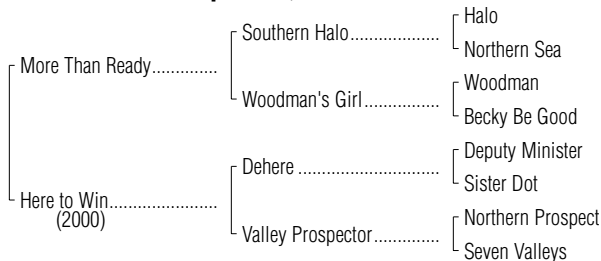 Halo
Southern Halo...................
Northern Sea
More Than Ready..............
Woodman
Woodman's Girl................
Becky Be Good
Deputy Minister
Dehere ..............................
Sister Dot
Here to Win.......................
(2000)
Northern Prospect
Valley Prospector..............
Seven Valleys